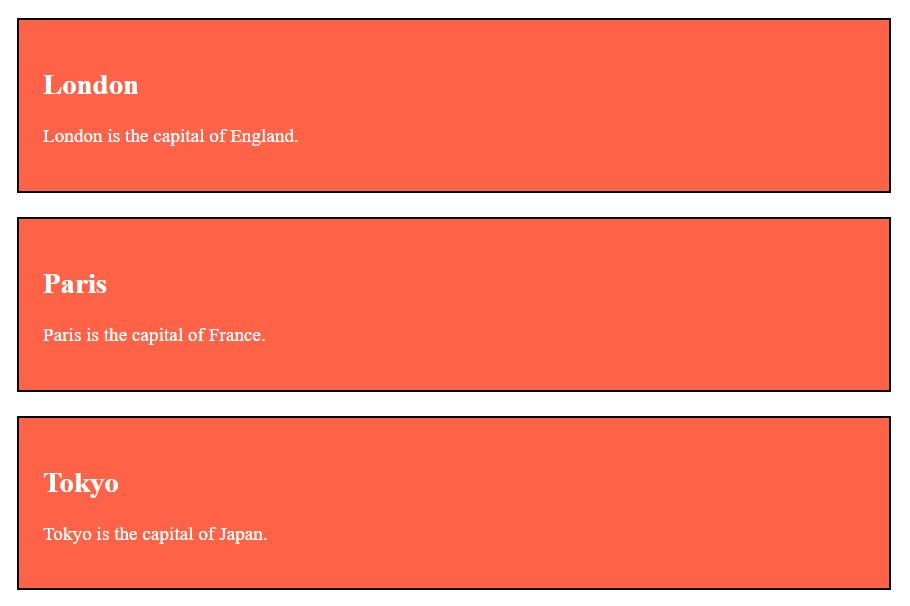 London
London is the capital of England.
Paris
Paris is the capital of France.
Tokyo
Tokyo is the capital of Japan.